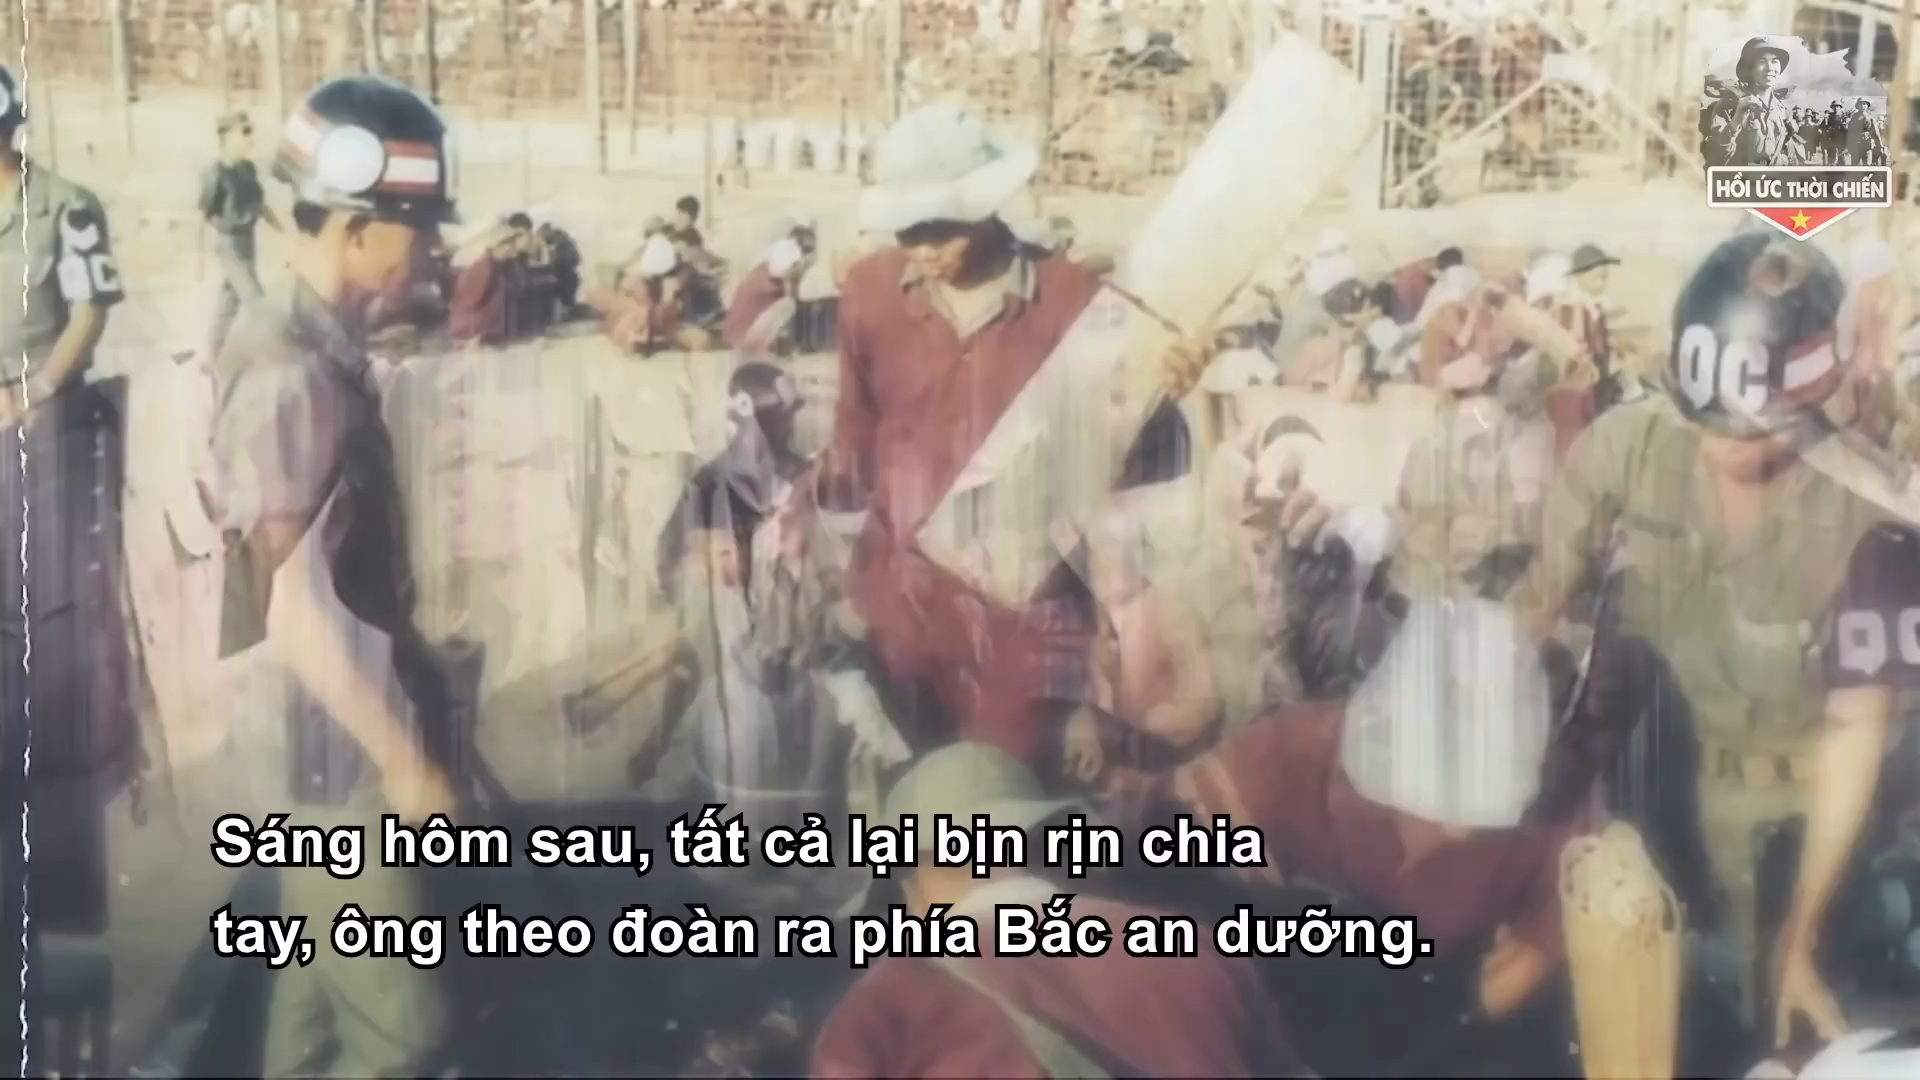 HỒI ỨC THỜI CHIẾN
QC
QC
QC
Sáng hôm sau, tất cả lại bịn rịn chia
tay, ông theo đoàn ra phía Bắc an dưỡng.